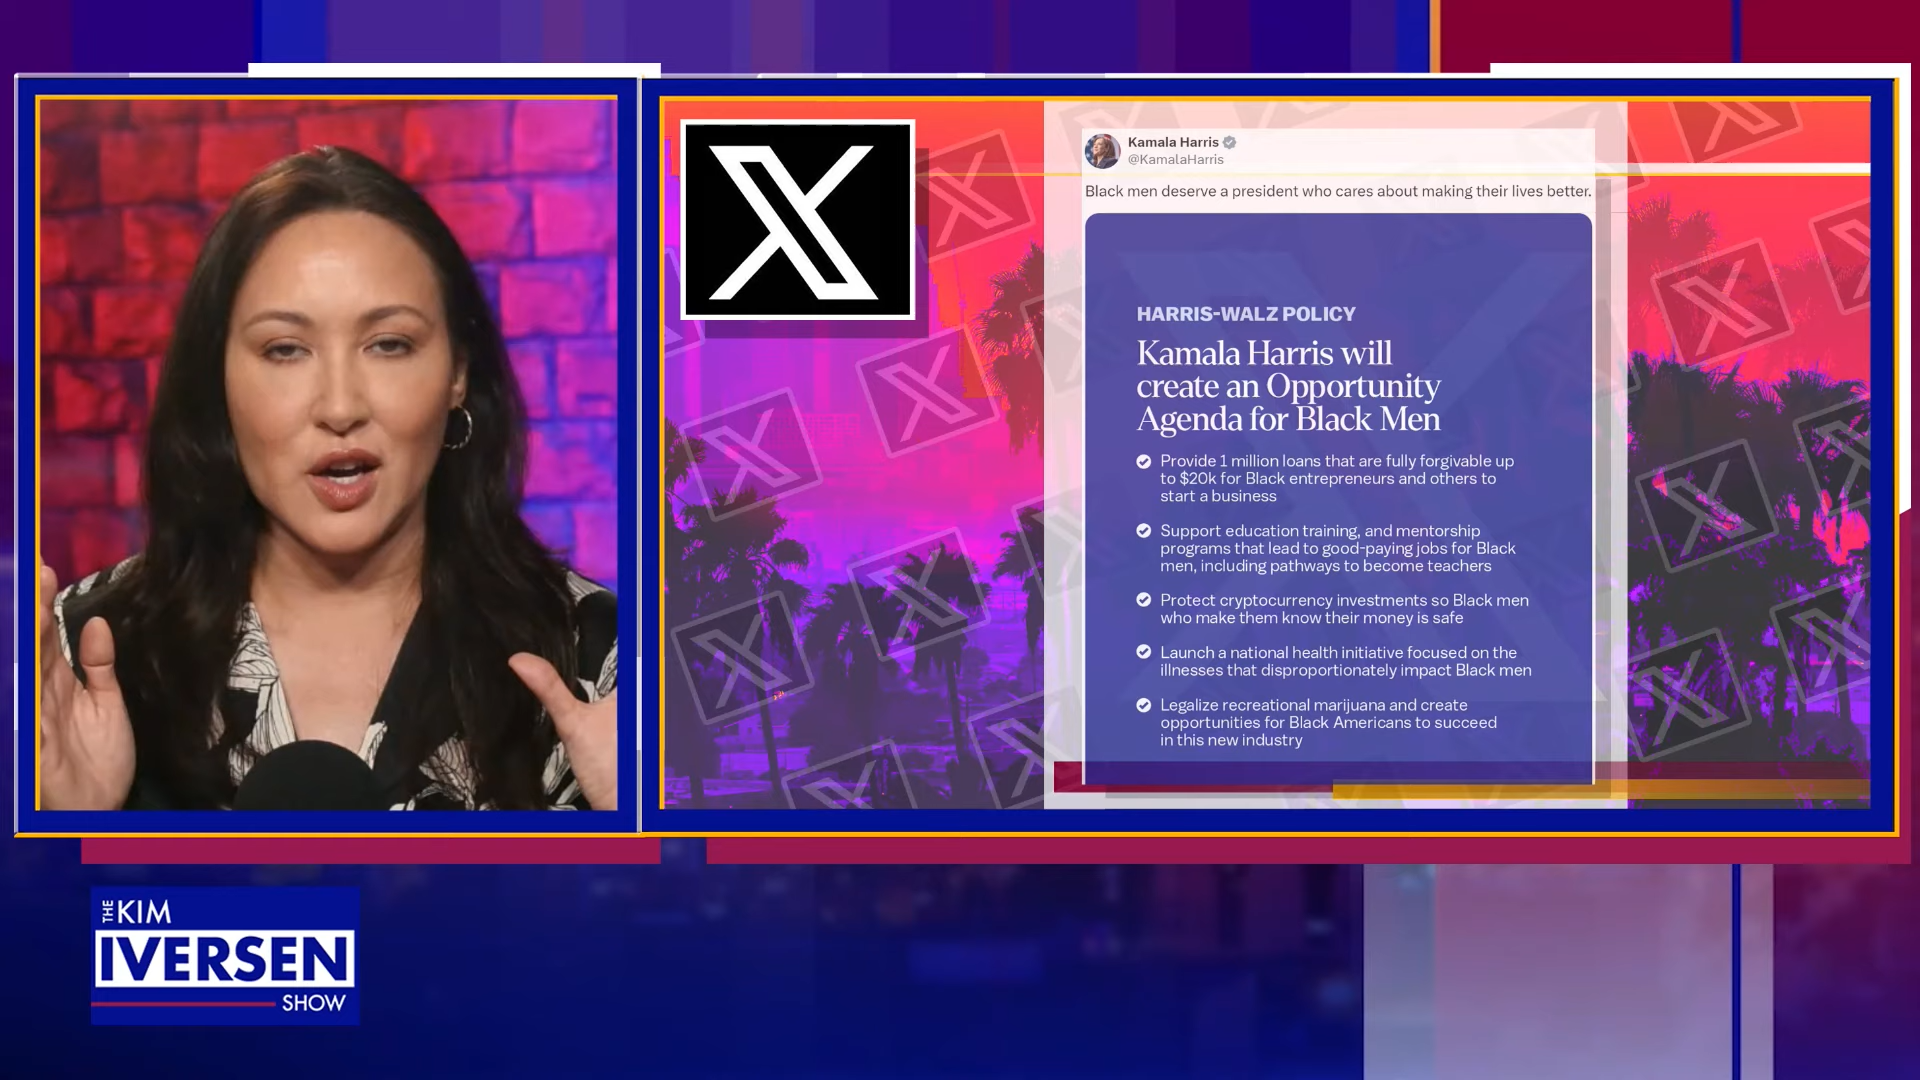 Kamala Harris
@KamalaHarris
Black men deserve a president who cares about making their lives better.
HARRIS-WALZ POLICY
Kamala Harris will
create an Opportunity
Agenda for Black Men
Provide 1 million loans that are fully forgivable up
to $20k for Black entrepreneurs and others to
start a business
Support education training, and mentorship
programs that lead to good-paying jobs for Black
men, including pathways to become teachers
Protect cryptocurrency investments so Black men
who make them know their money is safe
Launch a national health initiative focused on the
illnesses that disproportionately impact Black men
Legalize recreational marijuana and create
opportunities for Black Americans to succeed
in this new industry
THE KIM
IVERSEN
SHOW